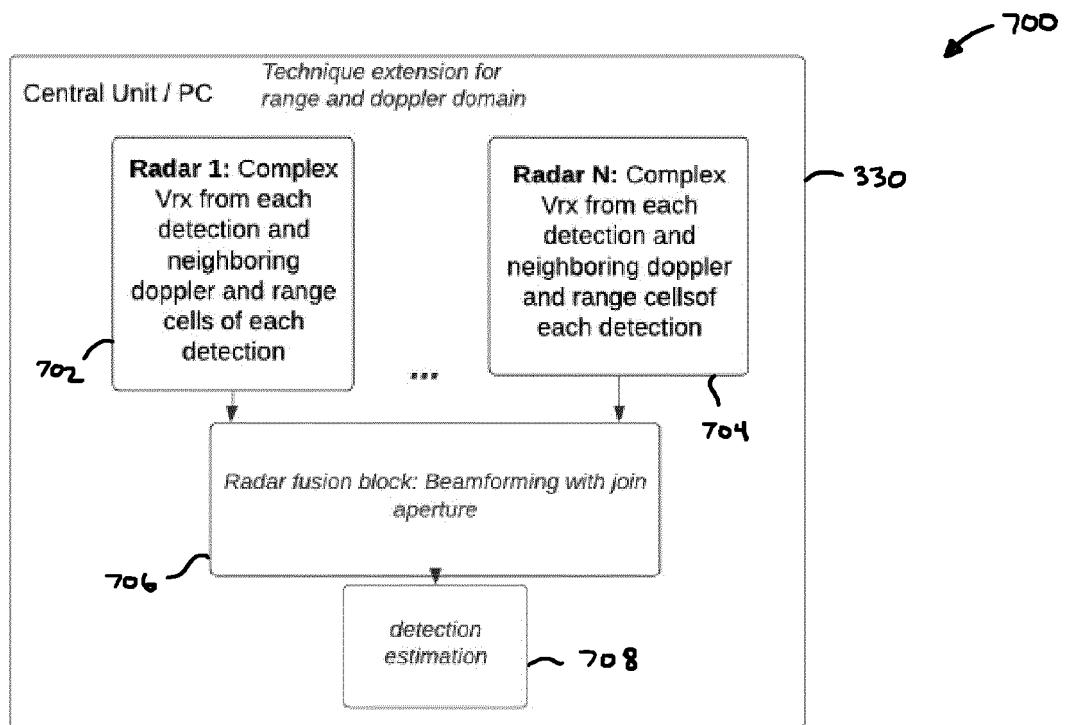 700
Central Unit / PC
Technique extension for
range and doppler domain
Radar 1: Complex
Vrx from each
detection and
neighboring
doppler and range
cells of each
detection
702
...
Radar N: Complex
Vrx from each
detection and
neighboring doppler
and range cellsof
each detection
330
704
Radar fusion block: Beamforming with join
aperture
706
detection
estimation
708